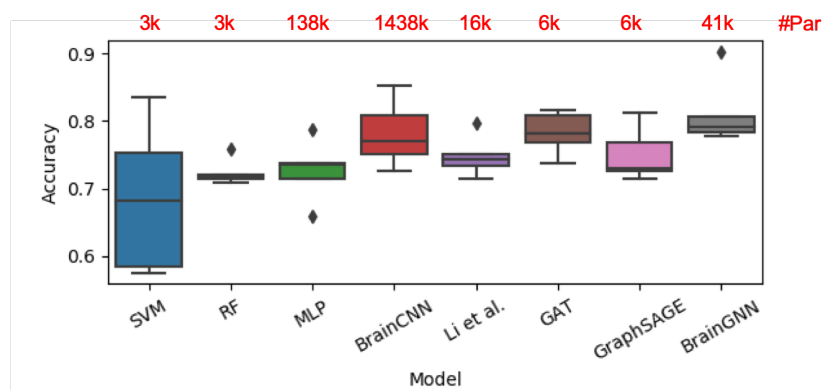 3k 3k 138k 1438k 16k 6k 6k 41k #Par
0.9
0.8
0.7
0.6
Accuracy
SVM RF MLP BrainCNN Li et al. GAT GraphSAGE BrainGNN
Model